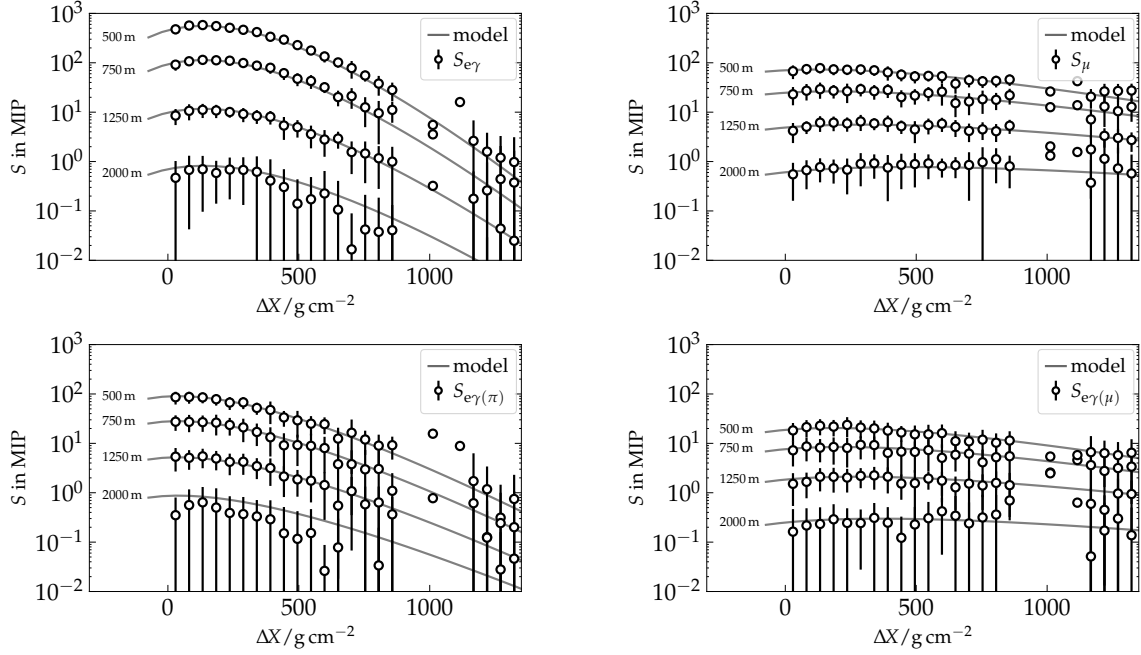 10³
10²
10¹
10⁰
10⁻¹
10⁻²
S in MIP
500 m
750 m
1250 m
2000 m
model
S_eγ
0
500
1000
ΔX/g cm⁻²
10³
10²
10¹
10⁰
10⁻¹
10⁻²
S in MIP
500 m
750 m
1250 m
2000 m
model
S_μ
0
500
1000
ΔX/g cm⁻²
10³
10²
10¹
10⁰
10⁻¹
10⁻²
S in MIP
500 m
750 m
1250 m
2000 m
model
S_eγ(π)
0
500
1000
ΔX/g cm⁻²
10³
10²
10¹
10⁰
10⁻¹
10⁻²
S in MIP
500 m
750 m
1250 m
2000 m
model
S_eγ(μ)
0
500
1000
ΔX/g cm⁻²